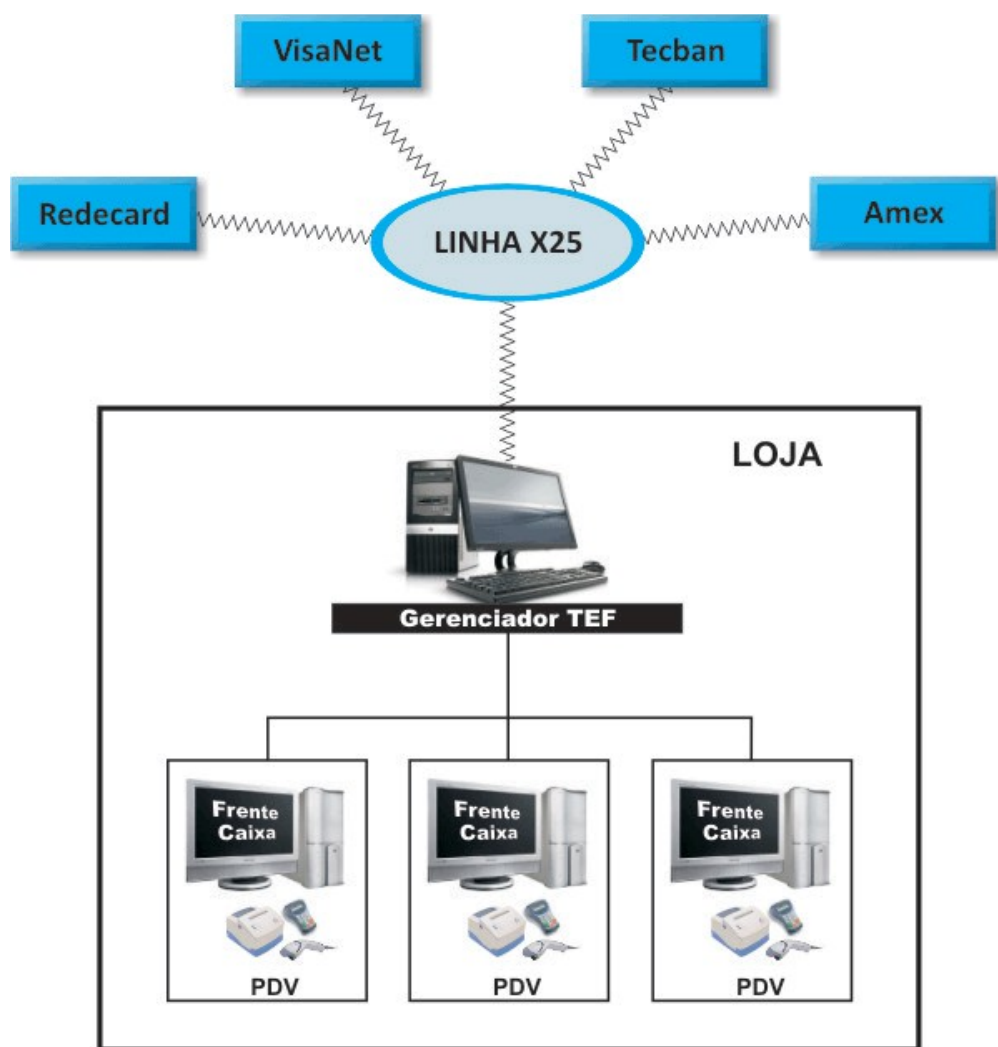 VisaNet
Tecban
Redecard
LINHA X25
Amex
LOJA
Gerenciador TEF
Frente
Caixa
Frente
Caixa
Frente
Caixa
PDV
PDV
PDV